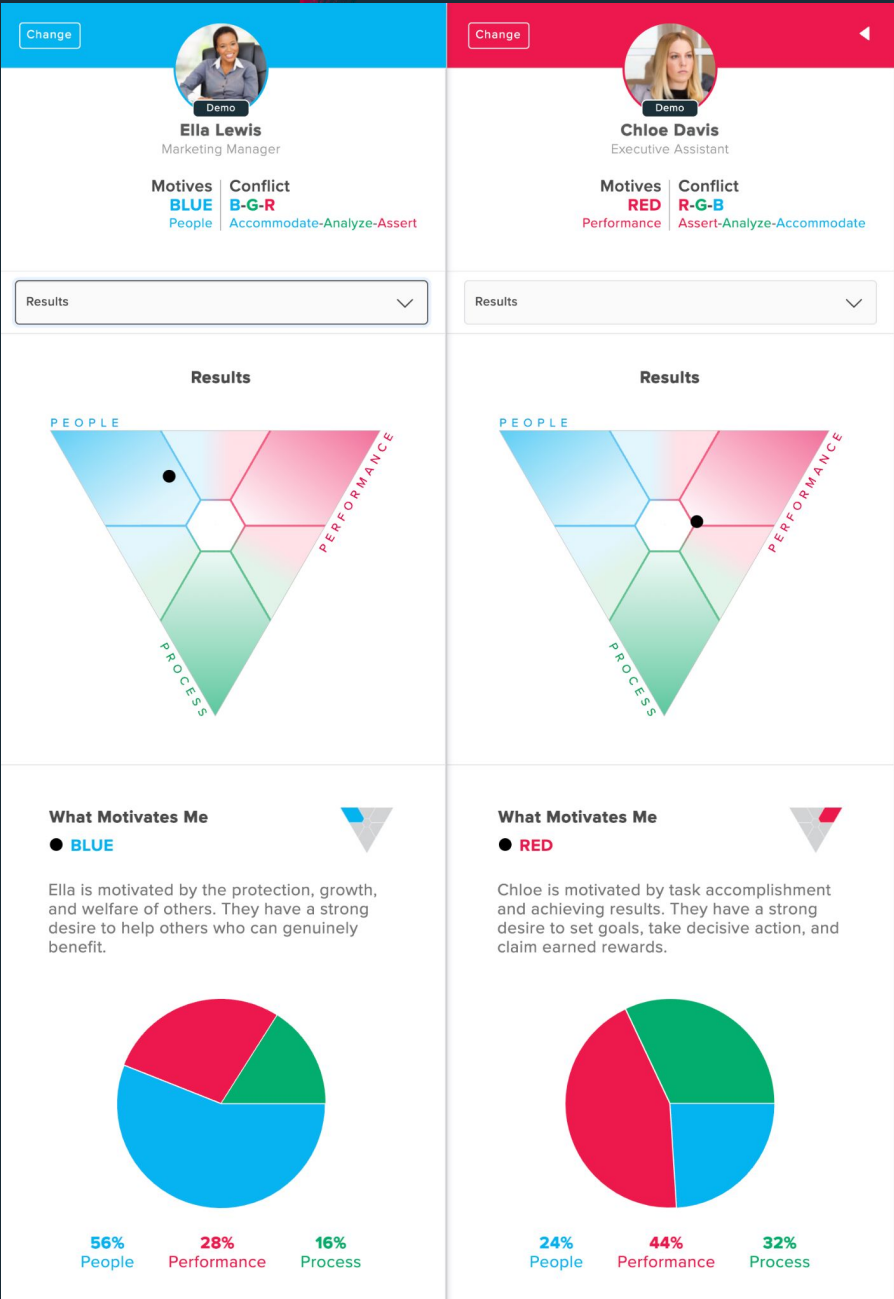 Change
Demo
Ella Lewis
Marketing Manager
Motives Conflict
BLUE B-G-R
People Accommodate-Analyze-Assert
Results
Results
PEOPLE
PERFORMANCE
PROCESS
What Motivates Me
BLUE
Ella is motivated by the protection, growth,
and welfare of others. They have a strong
desire to help others who can genuinely
benefit.
56% 28% 16%
People Performance Process
Change
Demo
Chloe Davis
Executive Assistant
Motives Conflict
RED R-G-B
Performance Assert-Analyze-Accommodate
Results
Results
PEOPLE
PERFORMANCE
PROCESS
What Motivates Me
RED
Chloe is motivated by task accomplishment
and achieving results. They have a strong
desire to set goals, take decisive action, and
claim earned rewards.
24% 44% 32%
People Performance Process